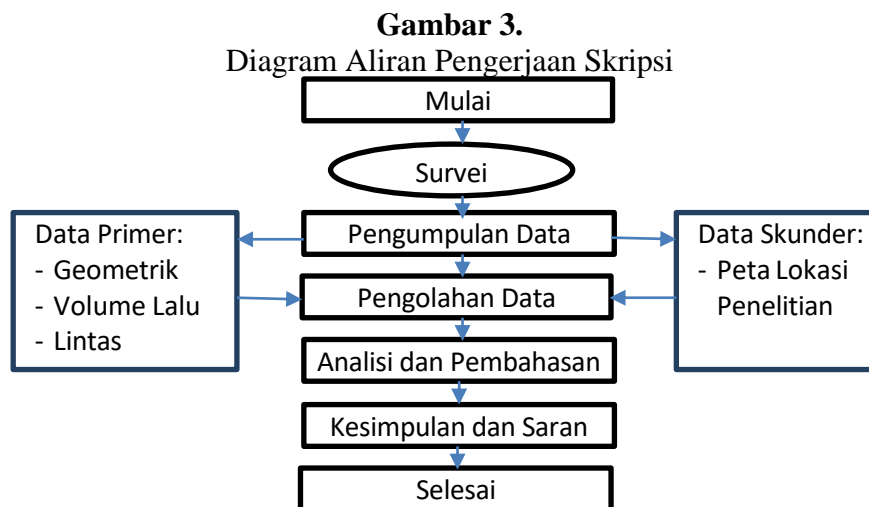 Gambar 3.
Diagram Aliran Pengerjaan Skripsi
Mulai
Survei
Pengumpulan Data
Data Primer:
- Geometrik
- Volume Lalu
- Lintas
Data Skunder:
- Peta Lokasi
Penelitian
Pengolahan Data
Analisi dan Pembahasan
Kesimpulan dan Saran
Selesai